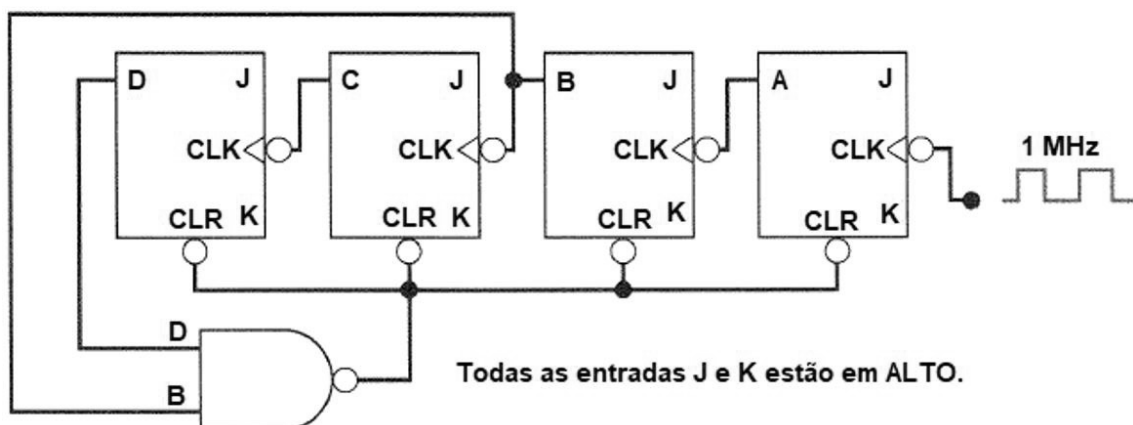 D J C J B J A J
CLK CLK CLK CLK 1 MHz
CLR K CLR K CLR K CLR K
D
B
Todas as entradas J e K estão em ALTO.